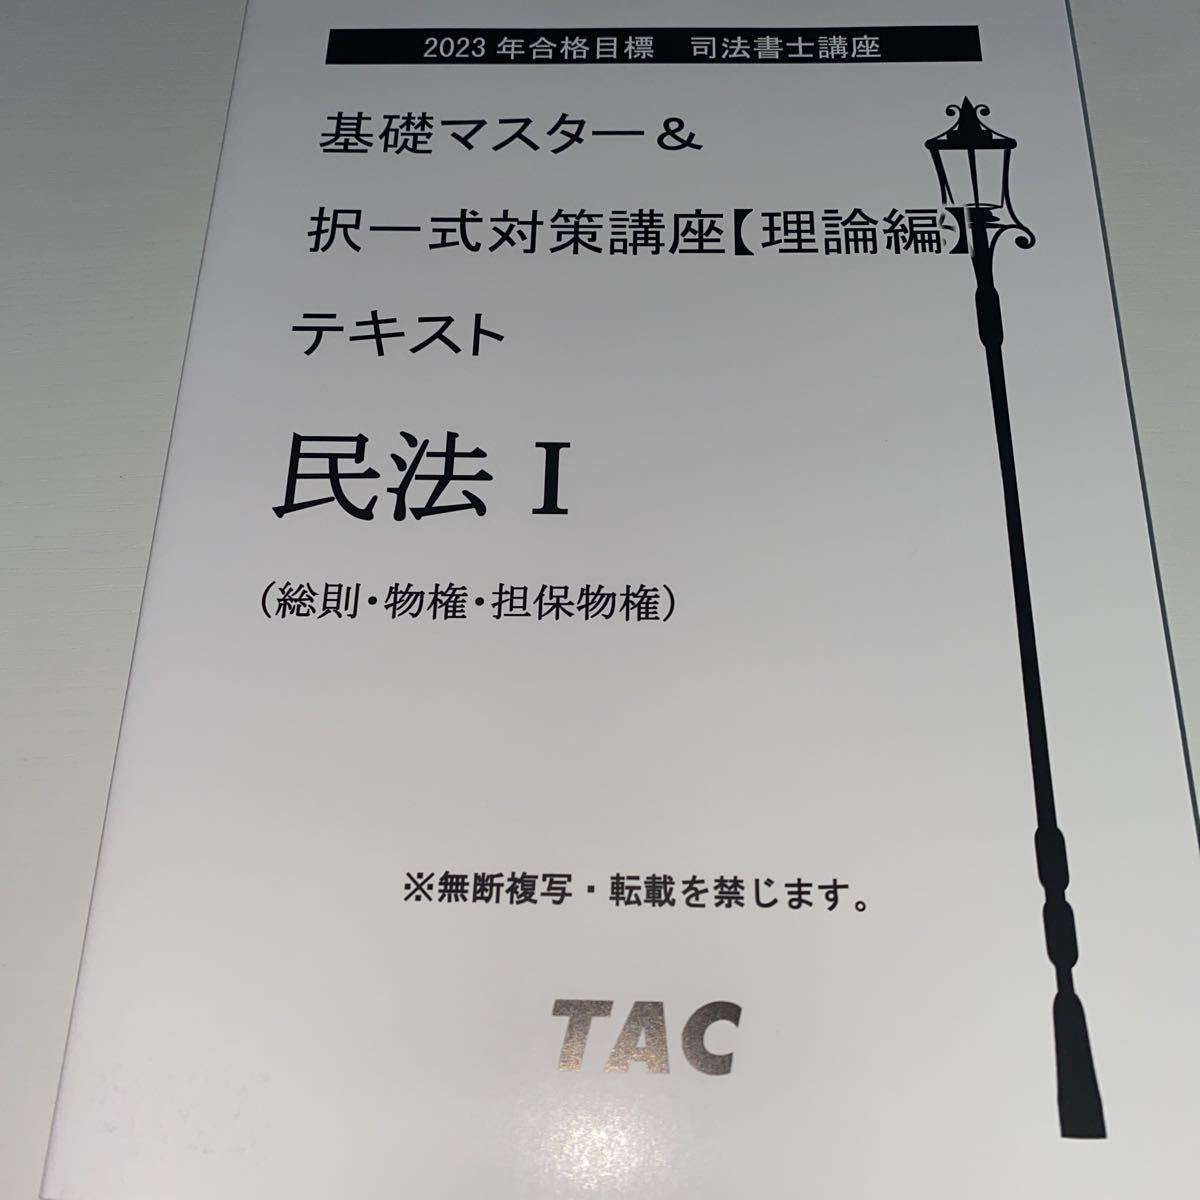 2023 年合格目標　司法書士講座
基礎マスター＆
択一式対策講座【理論編】
テキスト
民法 I
（総則・物権・担保物権）
※無断複写・転載を禁じます。
TAC